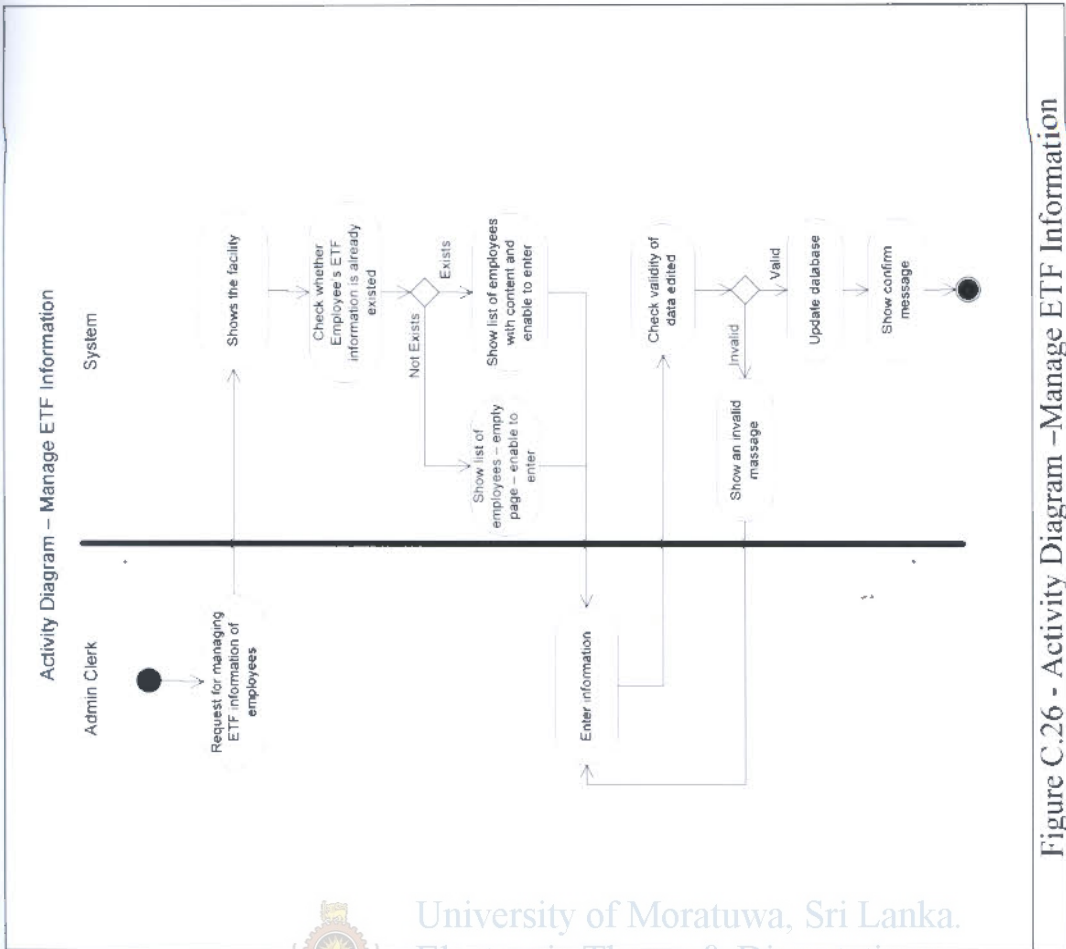 Activity Diagram – Manage ETF Information
Admin Clerk
System
Request for managing
ETF information of
employees
Shows the facility
Check whether
Employee's ETF
information is already
existed
Not Exists
Exists
Show list of
employees – empty
page – enable to
enter
Show list of employees
with content and
enable to enter
Enter information
Check validity of
data edited
Invalid
Valid
Show an invalid
massage
Update database
Show confirm
message
Figure C.26 - Activity Diagram –Manage ETF Information
University of Moratuwa, Sri Lanka.